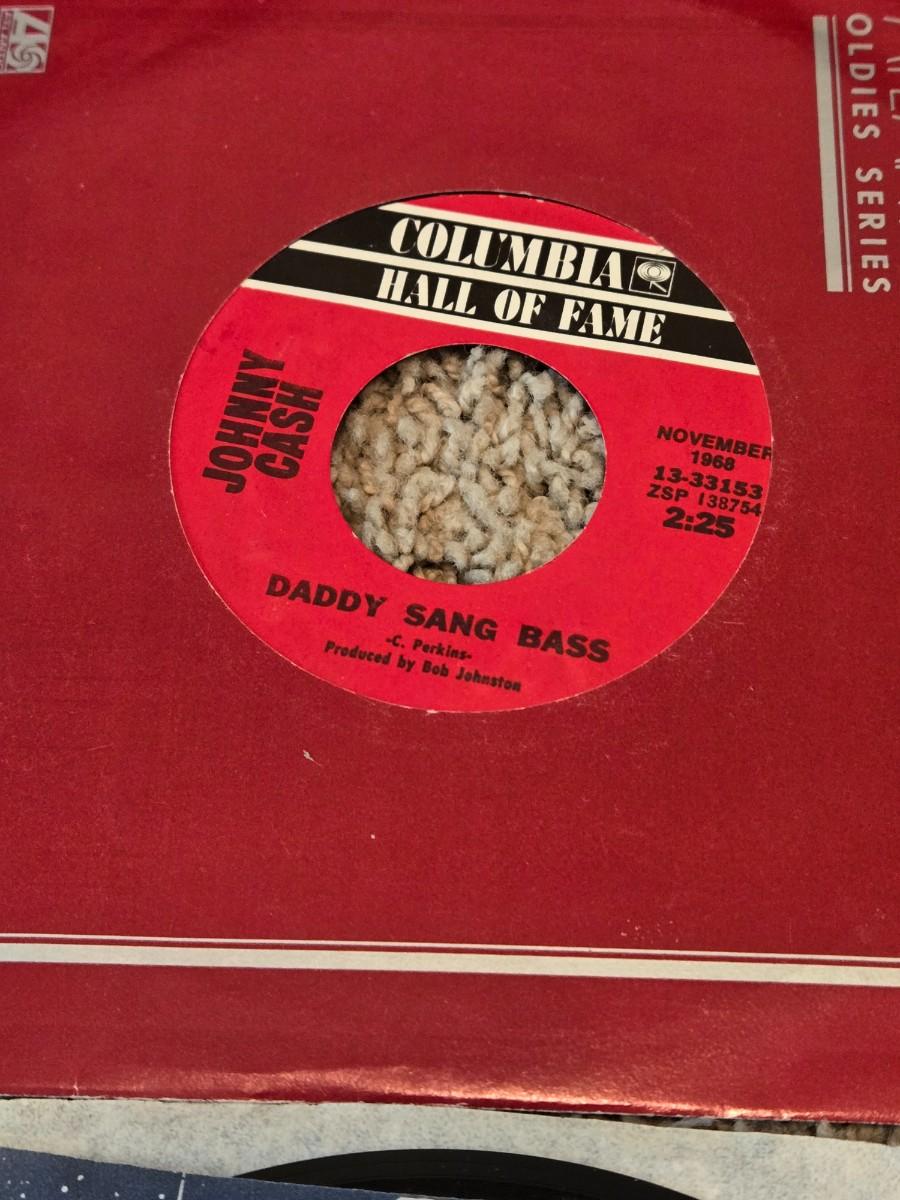 OLDIES SERIES
COLUMBIA
HALL OF FAME
JOHNNY
CASH
NOVEMBER
1968
13-33153
ZSP 138754
2:25
DADDY SANG BASS
-C. Perkins-
Produced by Bob Johnston